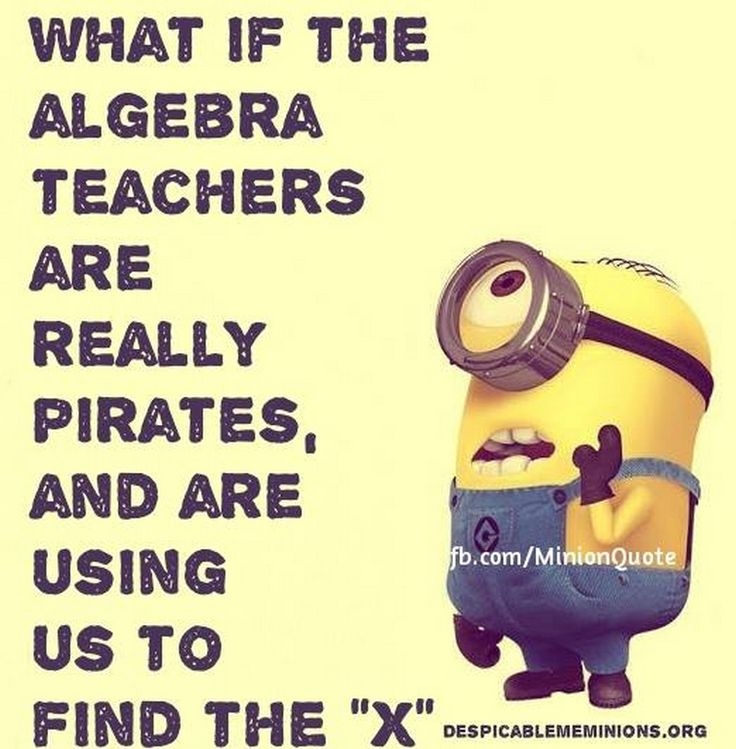 WHAT IF THE
ALGEBRA
TEACHERS
ARE
REALLY
PIRATES,
AND ARE
USING
US TO
FIND THE "X"
fb.com/MinionQuote
DESPICABLEMEMINIONS.ORG